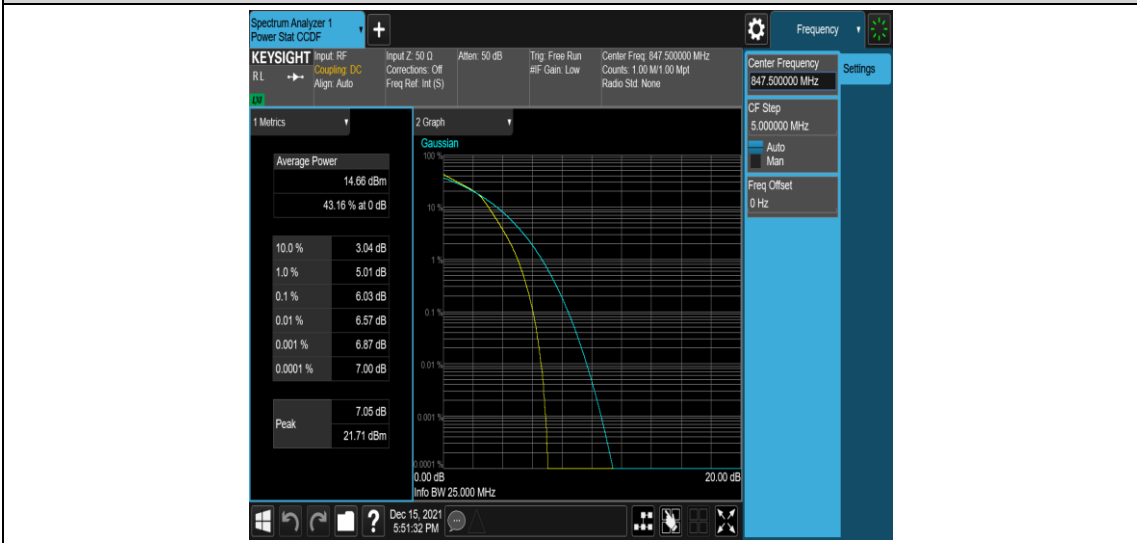 Spectrum Analyzer 1
Power Stat CCDF
+
Frequency
KEYSIGHT
Input: RF
Coupling: DC
Align: Auto
Input Z: 50 Ω
Corrections: Off
Freq Ref: Int (S)
Atten: 50 dB
Trig: Free Run
#IF Gain: Low
Center Freq: 847.500000 MHz
Counts: 1.00 M/1.00 Mpt
Radio Std: None
R L
LXI
Center Frequency
847.500000 MHz
Settings
CF Step
5.000000 MHz
Auto
Man
Freq Offset
0 Hz
1 Metrics
Average Power
14.66 dBm
43.16 % at 0 dB
10.0 % 3.04 dB
1.0 % 5.01 dB
0.1 % 6.03 dB
0.01 % 6.57 dB
0.001 % 6.87 dB
0.0001 % 7.00 dB
Peak
7.05 dB
21.71 dBm
2 Graph
Gaussian
100 %
10 %
1 %
0.1 %
0.01 %
0.001 %
0.0001 %
0.00 dB 20.00 dB
Info BW 25.000 MHz
?
Dec 15, 2021
5:51:32 PM